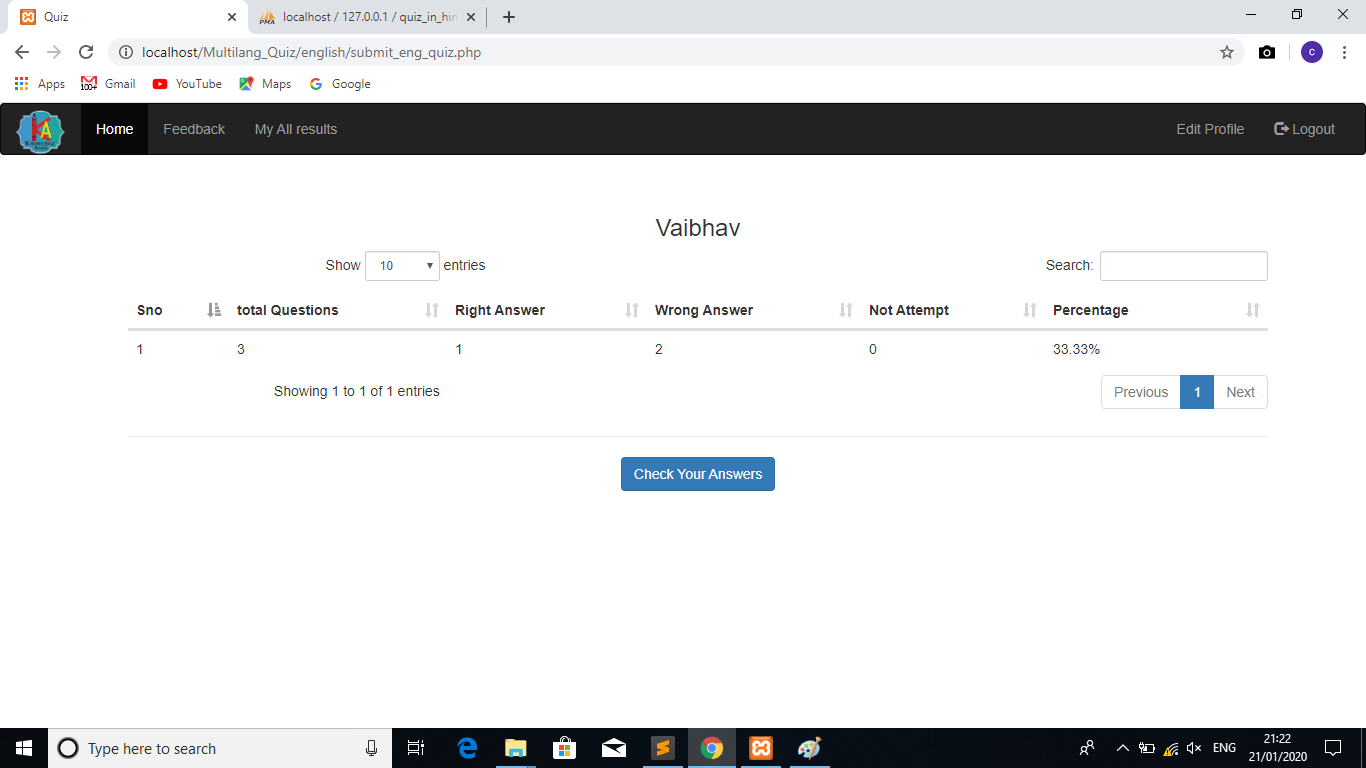 Quiz
localhost / 127.0.0.1 / quiz_in_hin
localhost/Multilang_Quiz/english/submit_eng_quiz.php
c
Apps 100+ Gmail YouTube Maps Google
KA Home Feedback My All results Edit Profile Logout
Vaibhav
Show 10 entries Search:
Sno total Questions Right Answer Wrong Answer Not Attempt Percentage
1 3 1 2 0 33.33%
Showing 1 to 1 of 1 entries Previous 1 Next
Check Your Answers
Type here to search ENG 21:22
21/01/2020